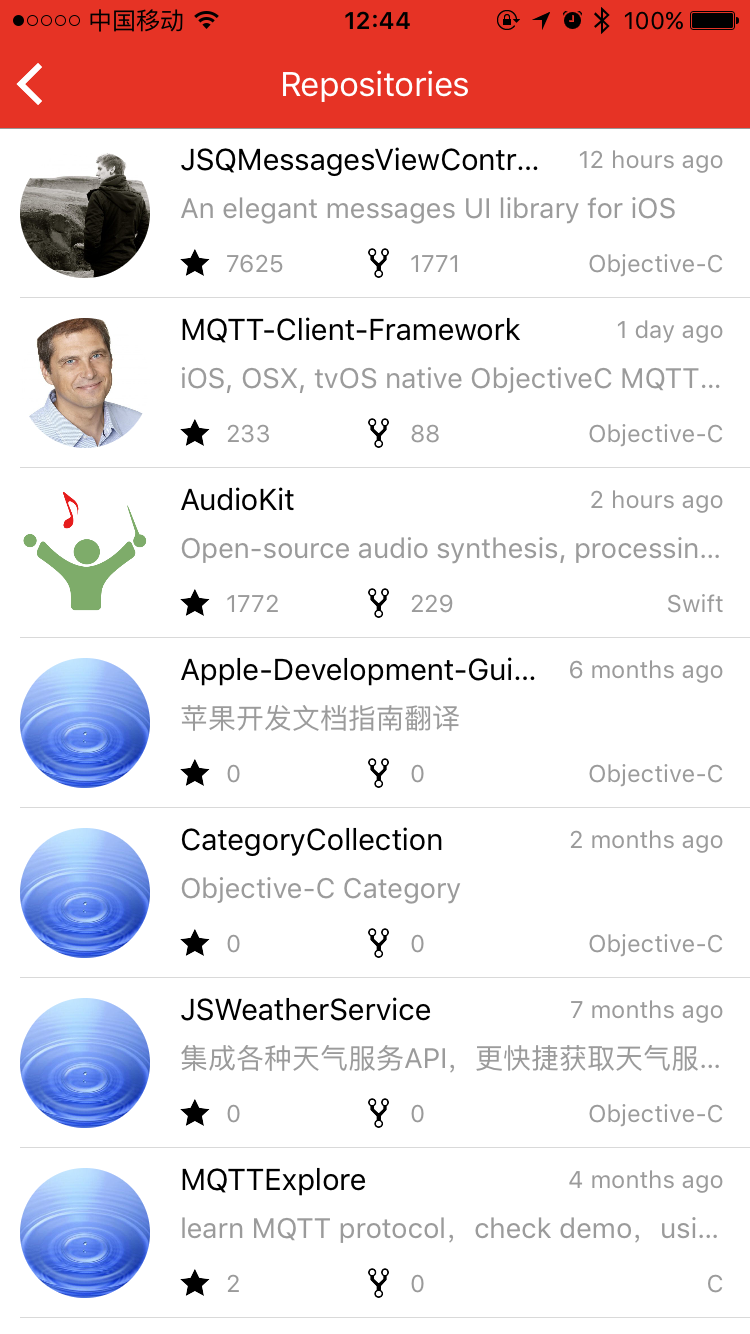 中国移动 12:44 100%
Repositories
JSQMessagesViewContr... 12 hours ago
An elegant messages UI library for iOS
7625 1771 Objective-C
MQTT-Client-Framework 1 day ago
iOS, OSX, tvOS native ObjectiveC MQTT...
233 88 Objective-C
AudioKit 2 hours ago
Open-source audio synthesis, processin...
1772 229 Swift
Apple-Development-Gui... 6 months ago
苹果开发文档指南翻译
0 0 Objective-C
CategoryCollection 2 months ago
Objective-C Category
0 0 Objective-C
JSWeatherService 7 months ago
集成各种天气服务API，更快捷获取天气服...
0 0 Objective-C
MQTTExplore 4 months ago
learn MQTT protocol，check demo，usi...
2 0 C